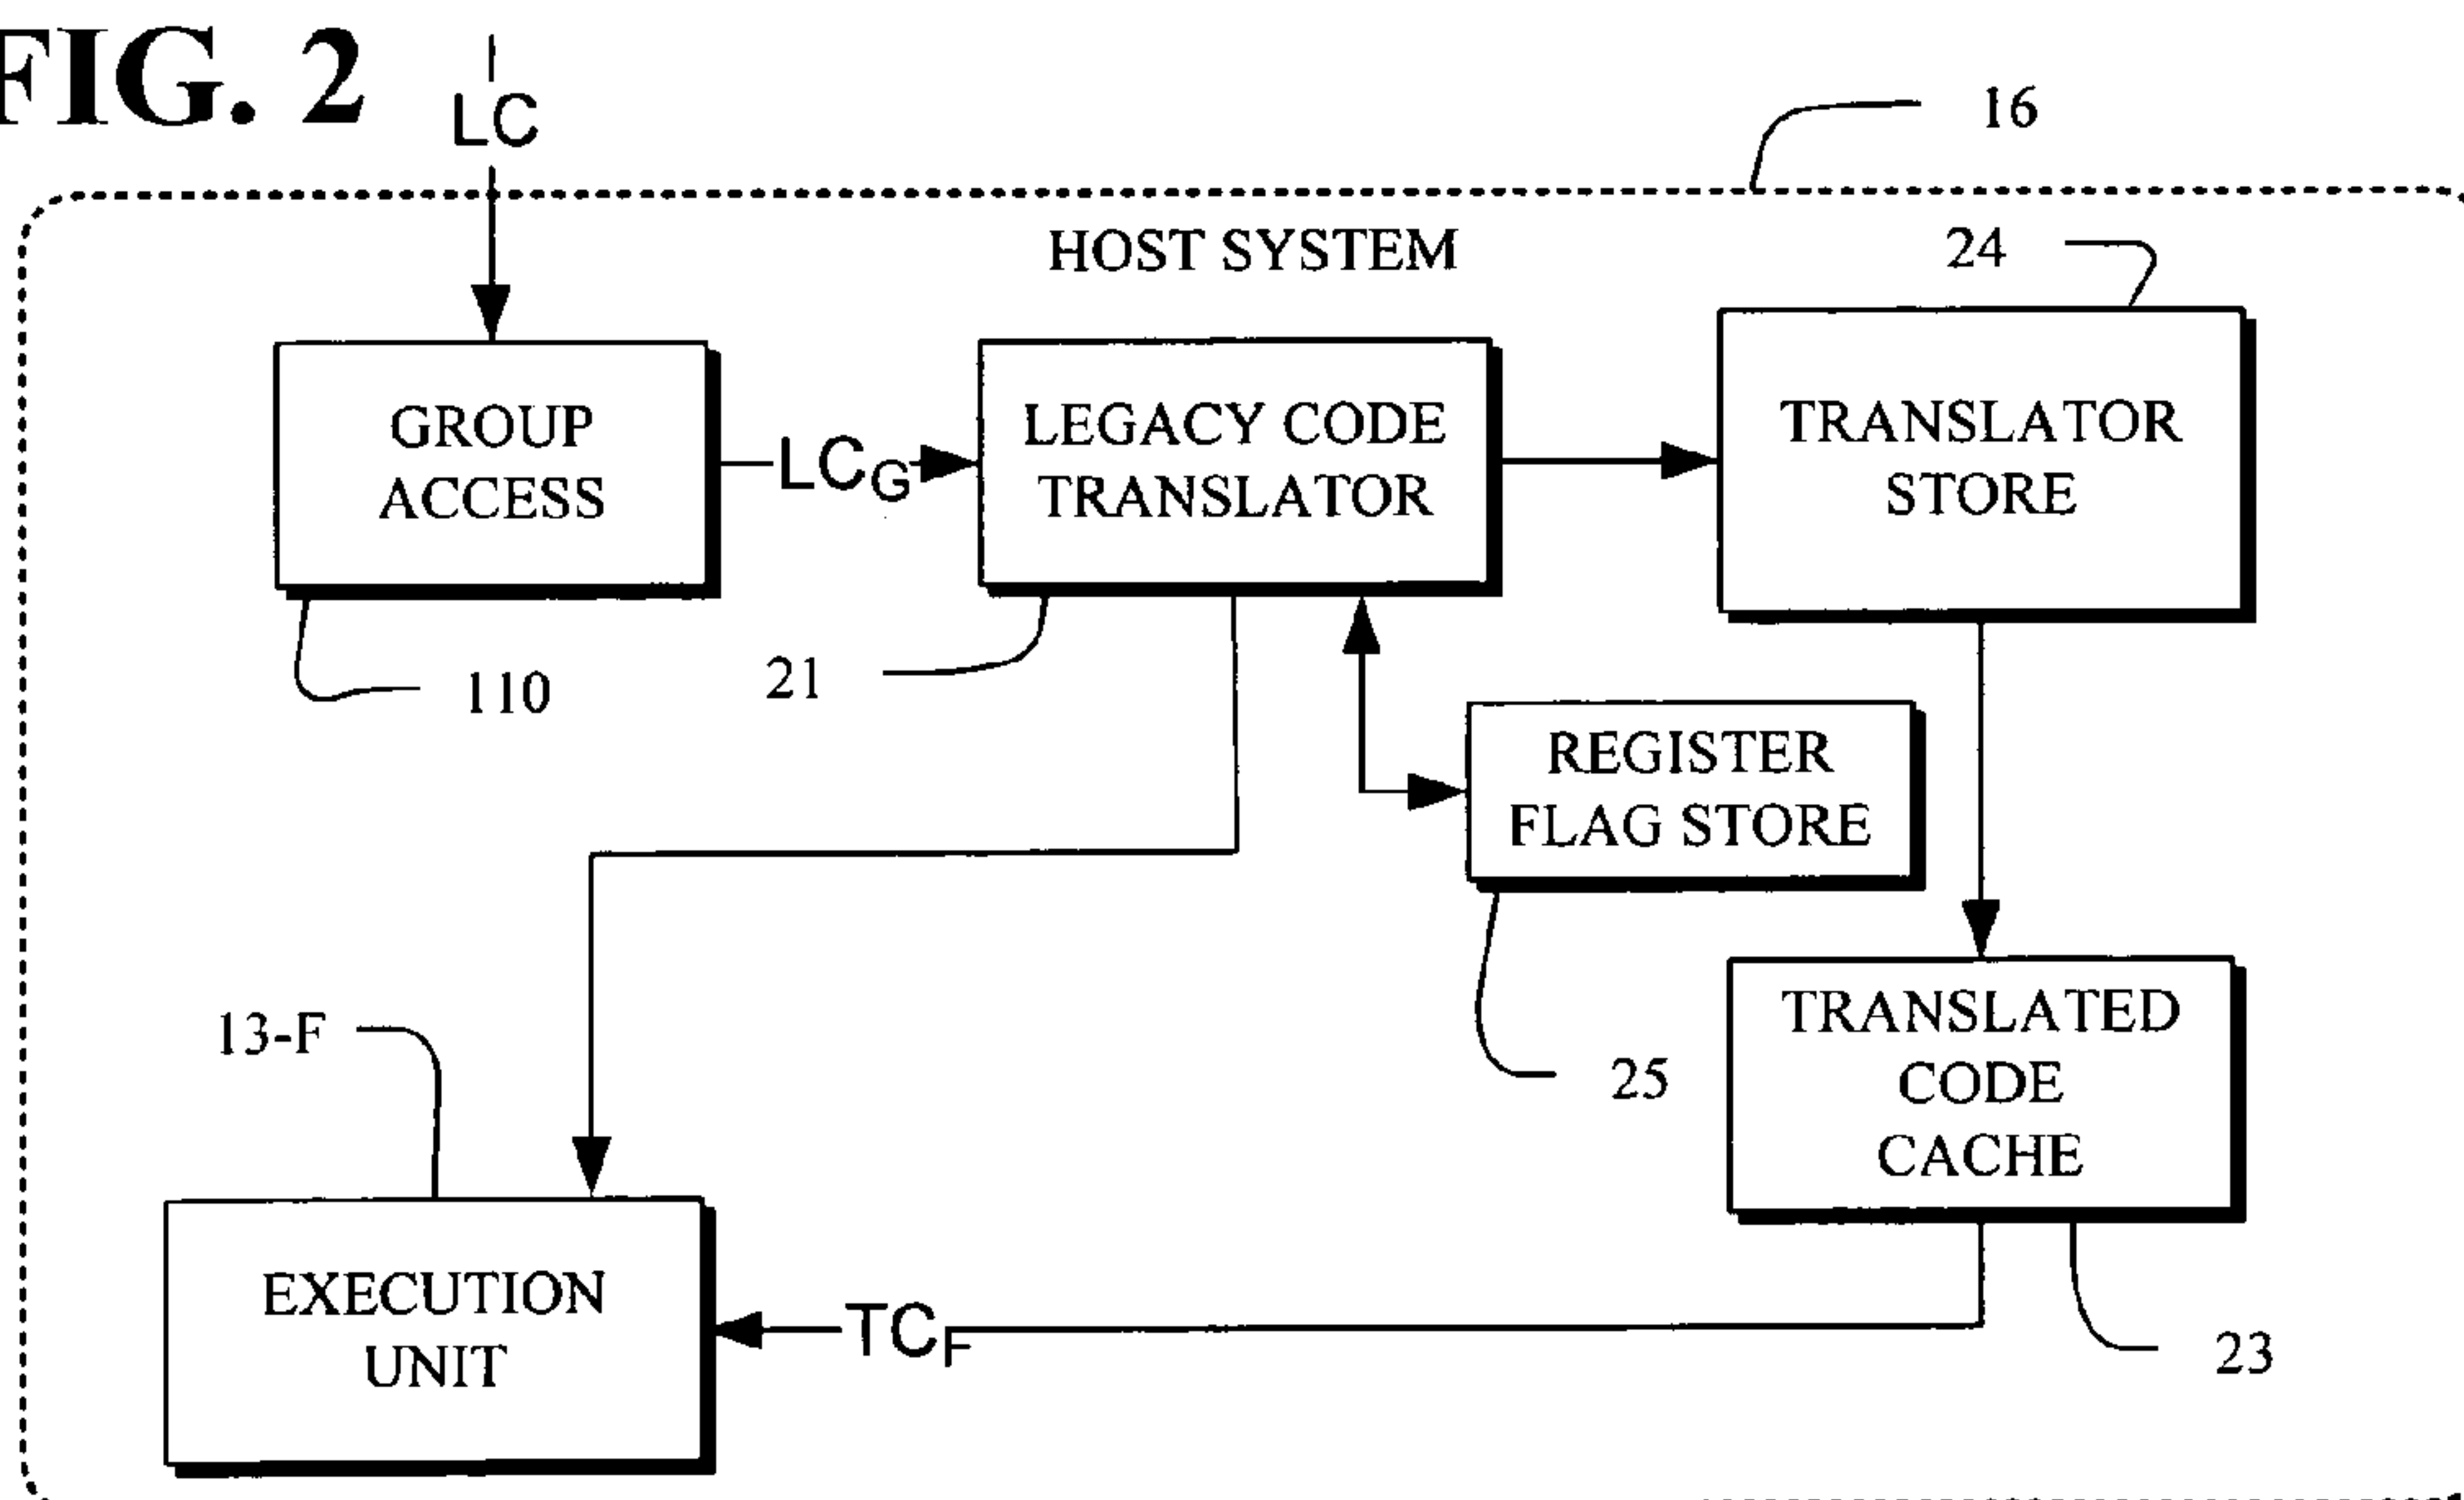 FIG. 2
LC
16
HOST SYSTEM
24
GROUP
ACCESS
LCG
LEGACY CODE
TRANSLATOR
TRANSLATOR
STORE
110
21
REGISTER
FLAG STORE
25
13-F
TRANSLATED
CODE
CACHE
EXECUTION
UNIT
TCF
23